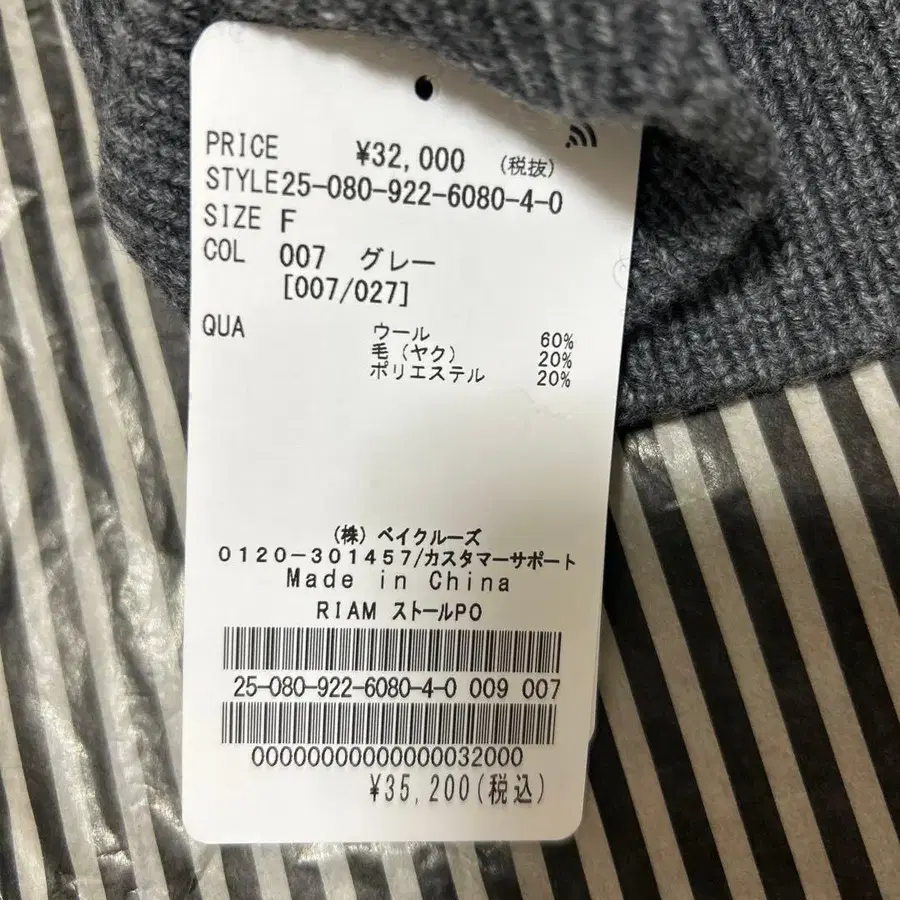 PRICE ¥32,000 (税抜)
STYLE25-080-922-6080-4-0
SIZE F
COL 007 グレー
[007/027]
QUA ウール 60%
毛(ヤク) 20%
ポリエステル 20%
(株)ベイクルーズ
0120-301457/カスタマーサポート
Made in China
RIAM ストールPO
25-080-922-6080-4-0 009 007
00000000000000032000
¥35,200(税込)